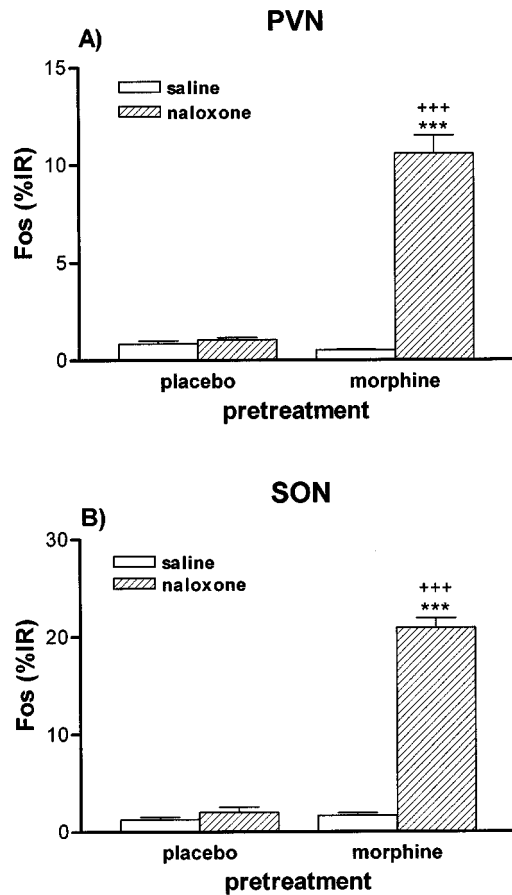 PVN
A)
15
saline
naloxone
+++
***
10
Fos (%IR)
5
0
placebo morphine
pretreatment
SON
B)
30
saline
naloxone
+++
***
20
Fos (%IR)
10
0
placebo morphine
pretreatment